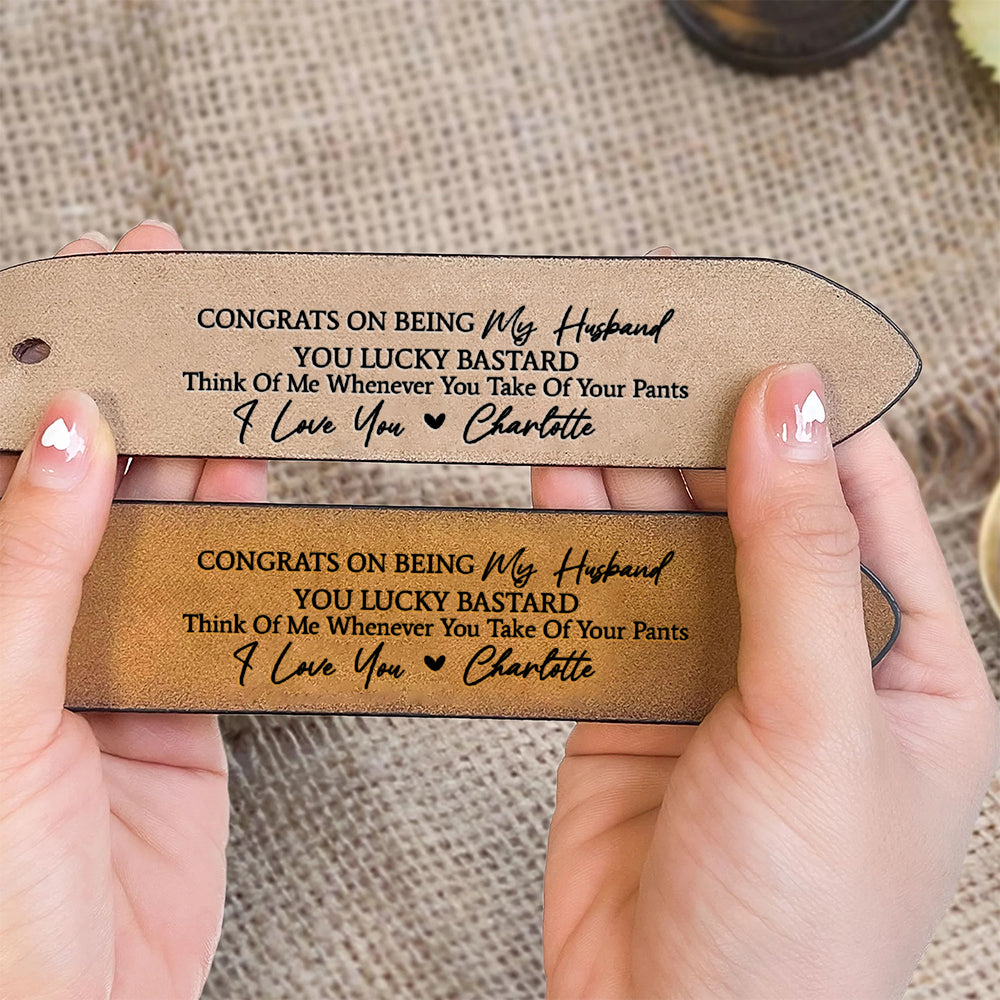 CONGRATS ON BEING My Husband
YOU LUCKY BASTARD
Think Of Me Whenever You Take Of Your Pants
I Love You ♥ Charlotte
CONGRATS ON BEING My Husband
YOU LUCKY BASTARD
Think Of Me Whenever You Take Of Your Pants
I Love You ♥ Charlotte